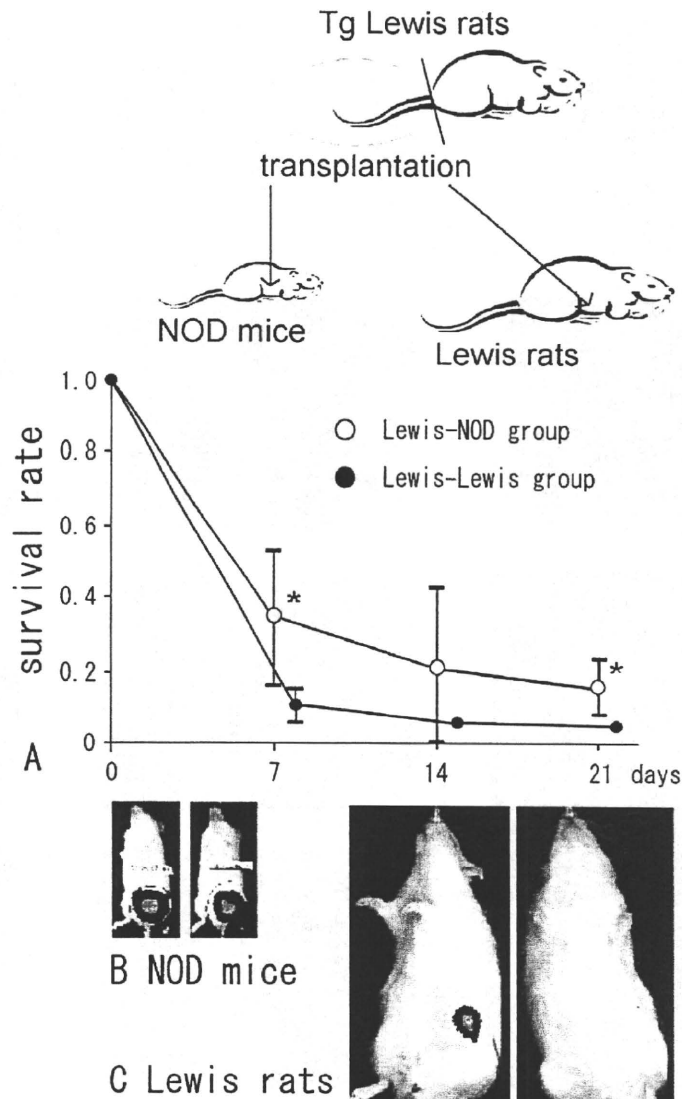 Tg Lewis rats
transplantation
NOD mice
Lewis rats
survival rate
1.0
0.8
0.6
0.4
0.2
0
Lewis-NOD group
Lewis-Lewis group
*
*
A
0 7 14 21 days
B NOD mice
C Lewis rats